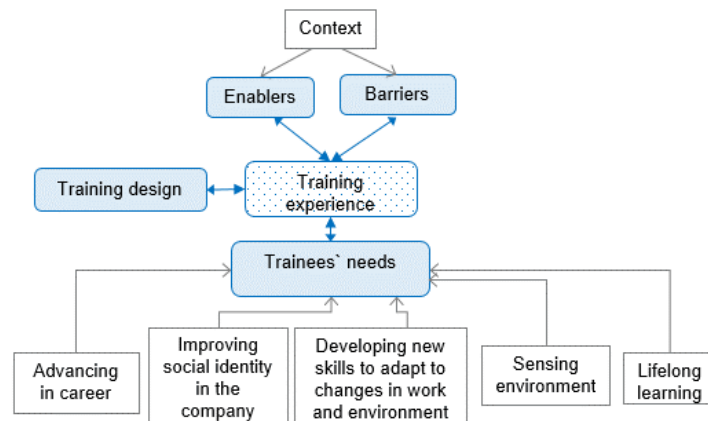 Context
Enablers
Barriers
Training design
Training
experience
Trainees` needs
Advancing
in career
Improving
social identity
in the
company
Developing new
skills to adapt to
changes in work
and environment
Sensing
environment
Lifelong
learning